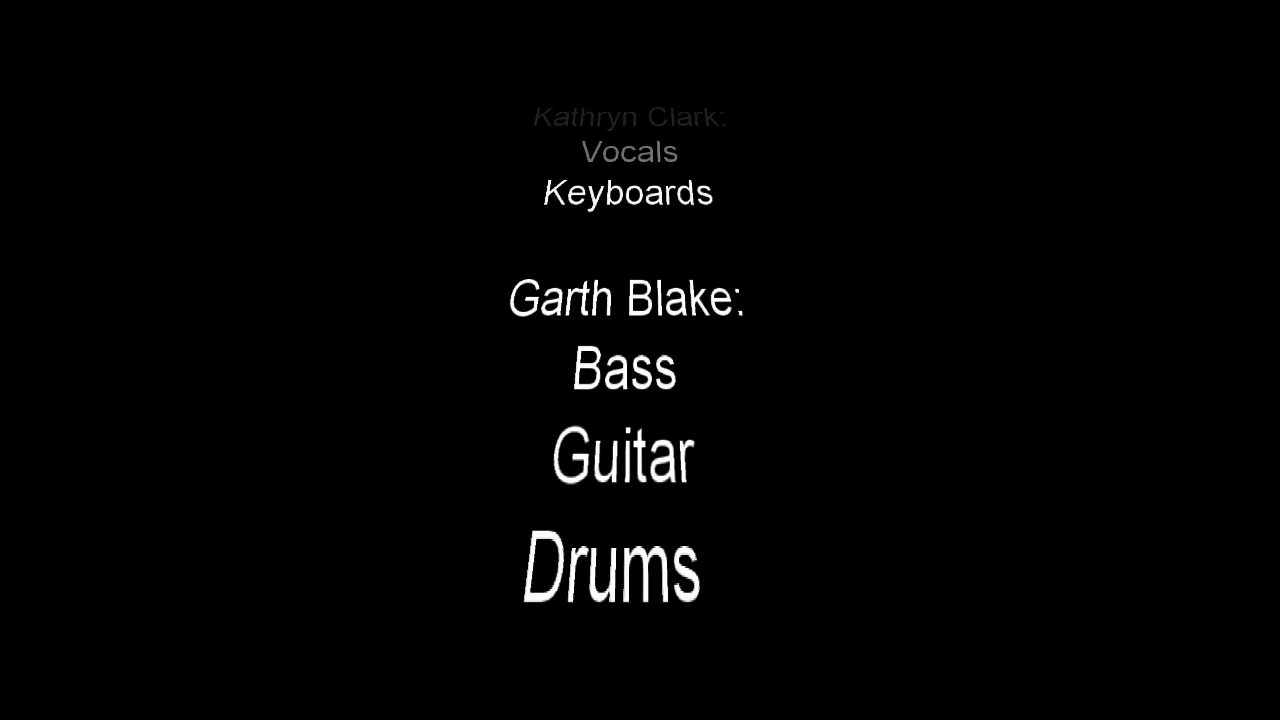 Kathryn Clark:
Vocals
Keyboards
Garth Blake:
Bass
Guitar
Drums